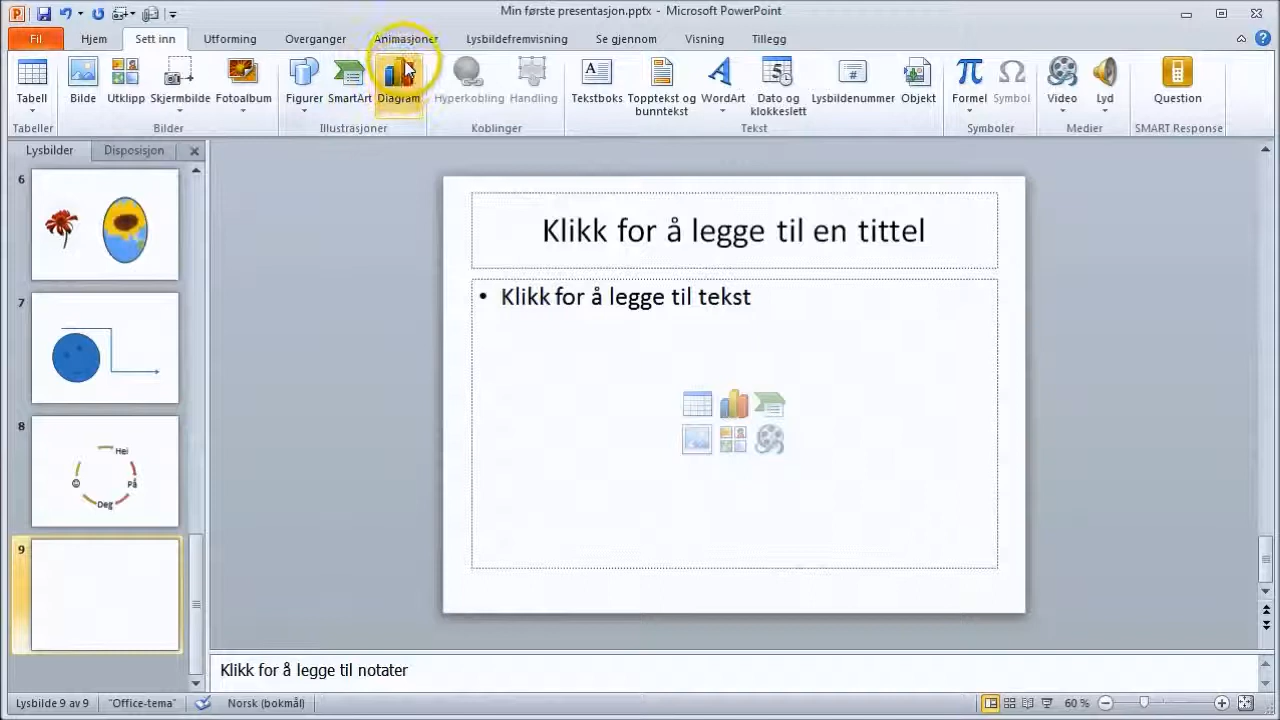 Min første presentasjon.pptx - Microsoft PowerPoint
Fil Hjem Sett inn Utforming Overganger Animasjoner Lysbildefremvisning Se gjennom Visning Tillegg
Tabell Bilde Utklipp Skjermbilde Fotoalbum Figurer SmartArt Diagram Hyperkobling Handling Tekstboks Topptekst og bunntekst WordArt Dato og klokkeslett Lysbildenummer Objekt Formel Symbol Video Lyd Question
Tabeller Bilder Illustrasjoner Koblinger Tekst Symboler Medier SMART Response
Lysbilder Disposisjon
6
7
8
Hei
På
Deg
9
Klikk for å legge til en tittel
• Klikk for å legge til tekst
Klikk for å legge til notater
Lysbilde 9 av 9 "Office-tema" Norsk (bokmål) 60 %